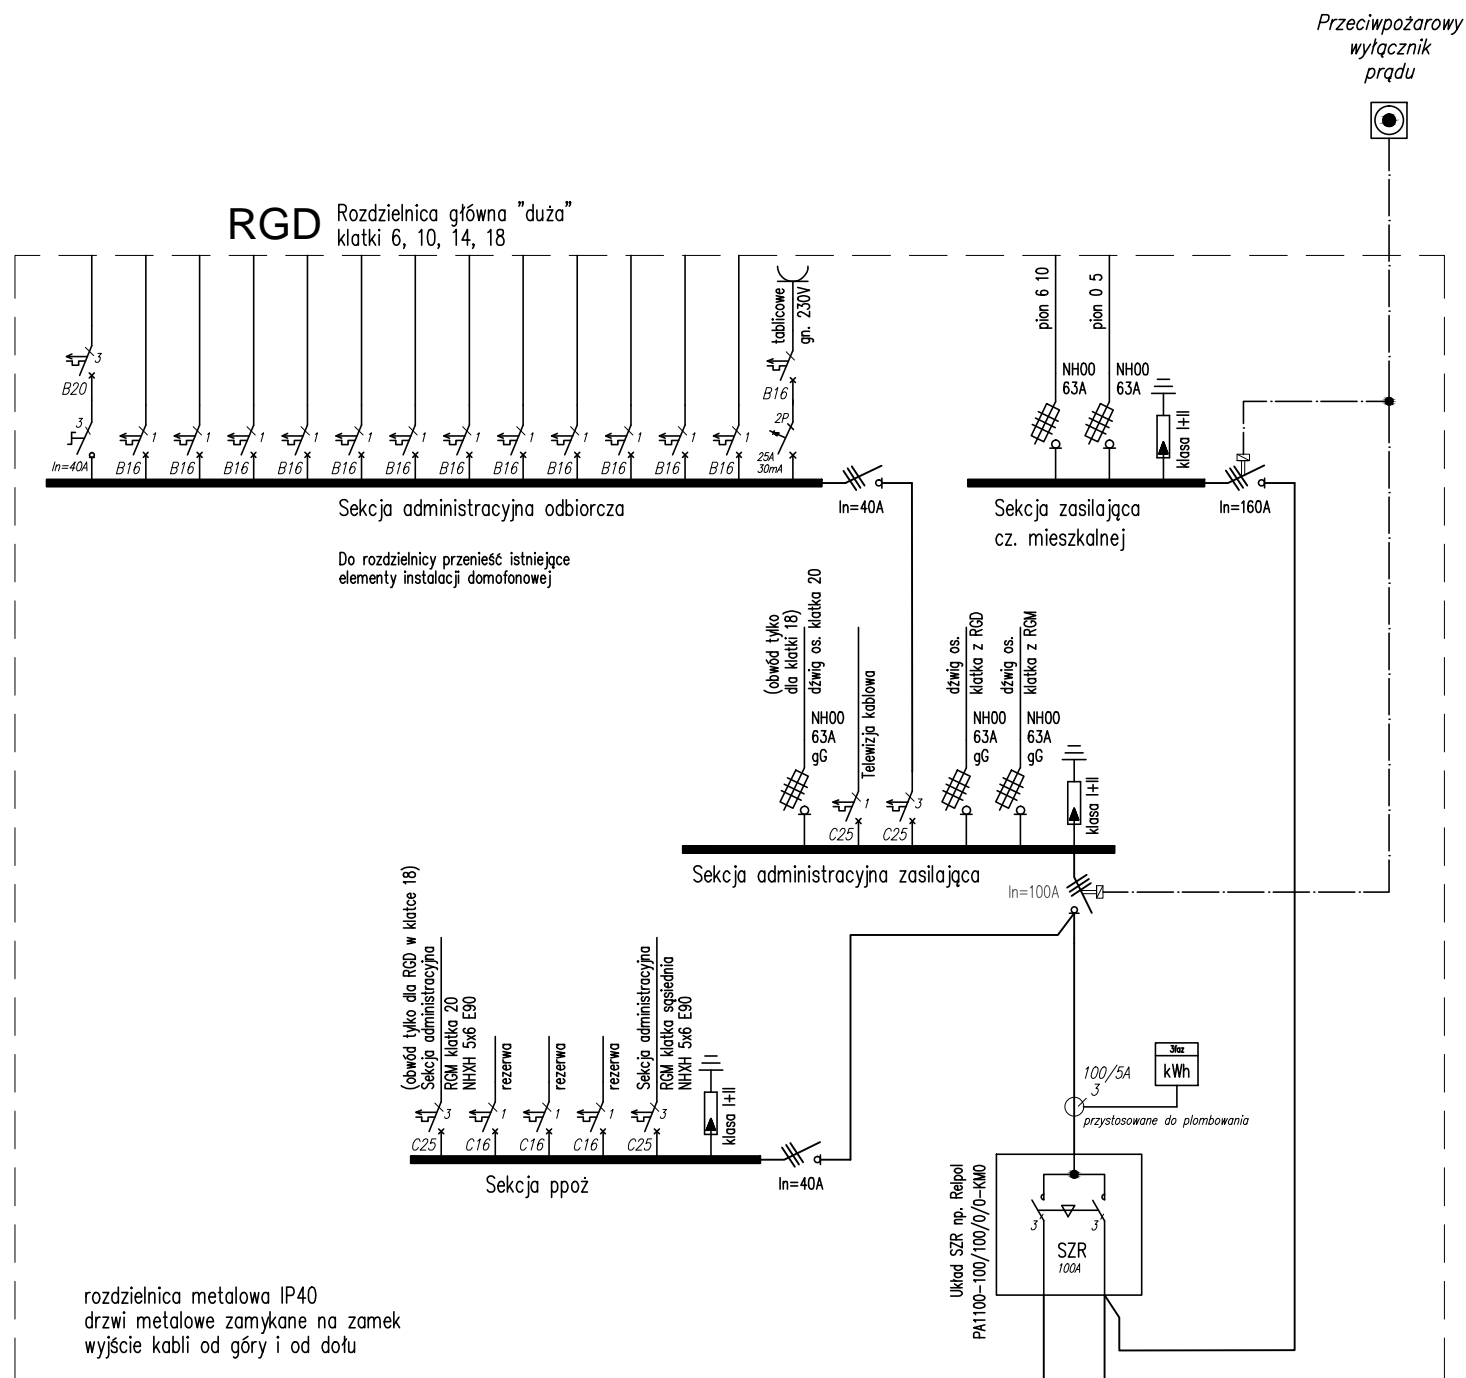 Przeciwpożarowy
wyłącznik
prądu
RGD
Rozdzielnica główna "duża"
klatki 6, 10, 14, 18
tablicowe
gn. 230V
pion 6 10
pion 0 5
3
B20
3
In=40A
1
B16
1
B16
1
B16
1
B16
1
B16
1
B16
1
B16
1
B16
1
B16
1
B16
1
B16
1
B16
B16
2P
25A
30mA
NH00
63A
NH00
63A
klasa I+II
In=40A
In=160A
Sekcja administracyjna odbiorcza
Sekcja zasilająca
cz. mieszkalnej
Do rozdzielnicy przenieść istniejące
elementy instalacji domofonowej
(obwód tylko
dla klatki 18)
dźwig os. klatka 20
NH00
63A
gG
Telewizja kablowa
1
C25
3
C25
dźwig os.
klatka z RGD
NH00
63A
gG
dźwig os.
klatka z RGM
NH00
63A
gG
klasa I+II
Sekcja administracyjna zasilająca
In=100A
(obwód tylko dla RGD w klatce 18)
Sekcja administracyjna
RGM klatka 20
NHXH 5x6 E90
3
C25
rezerwa
1
C16
rezerwa
1
C16
rezerwa
1
C16
Sekcja administracyjna
RGM klatka sąsiednia
NHXH 5x6 E90
3
C25
klasa I+II
Sekcja ppoż
In=40A
3faz
kWh
100/5A
3
przystosowane do plombowania
Układ SZR np. Relpol
PA1100-100/100/0/0-KM0
3
3
SZR
100A
rozdzielnica metalowa IP40
drzwi metalowe zamykane na zamek
wyjście kabli od góry i od dołu